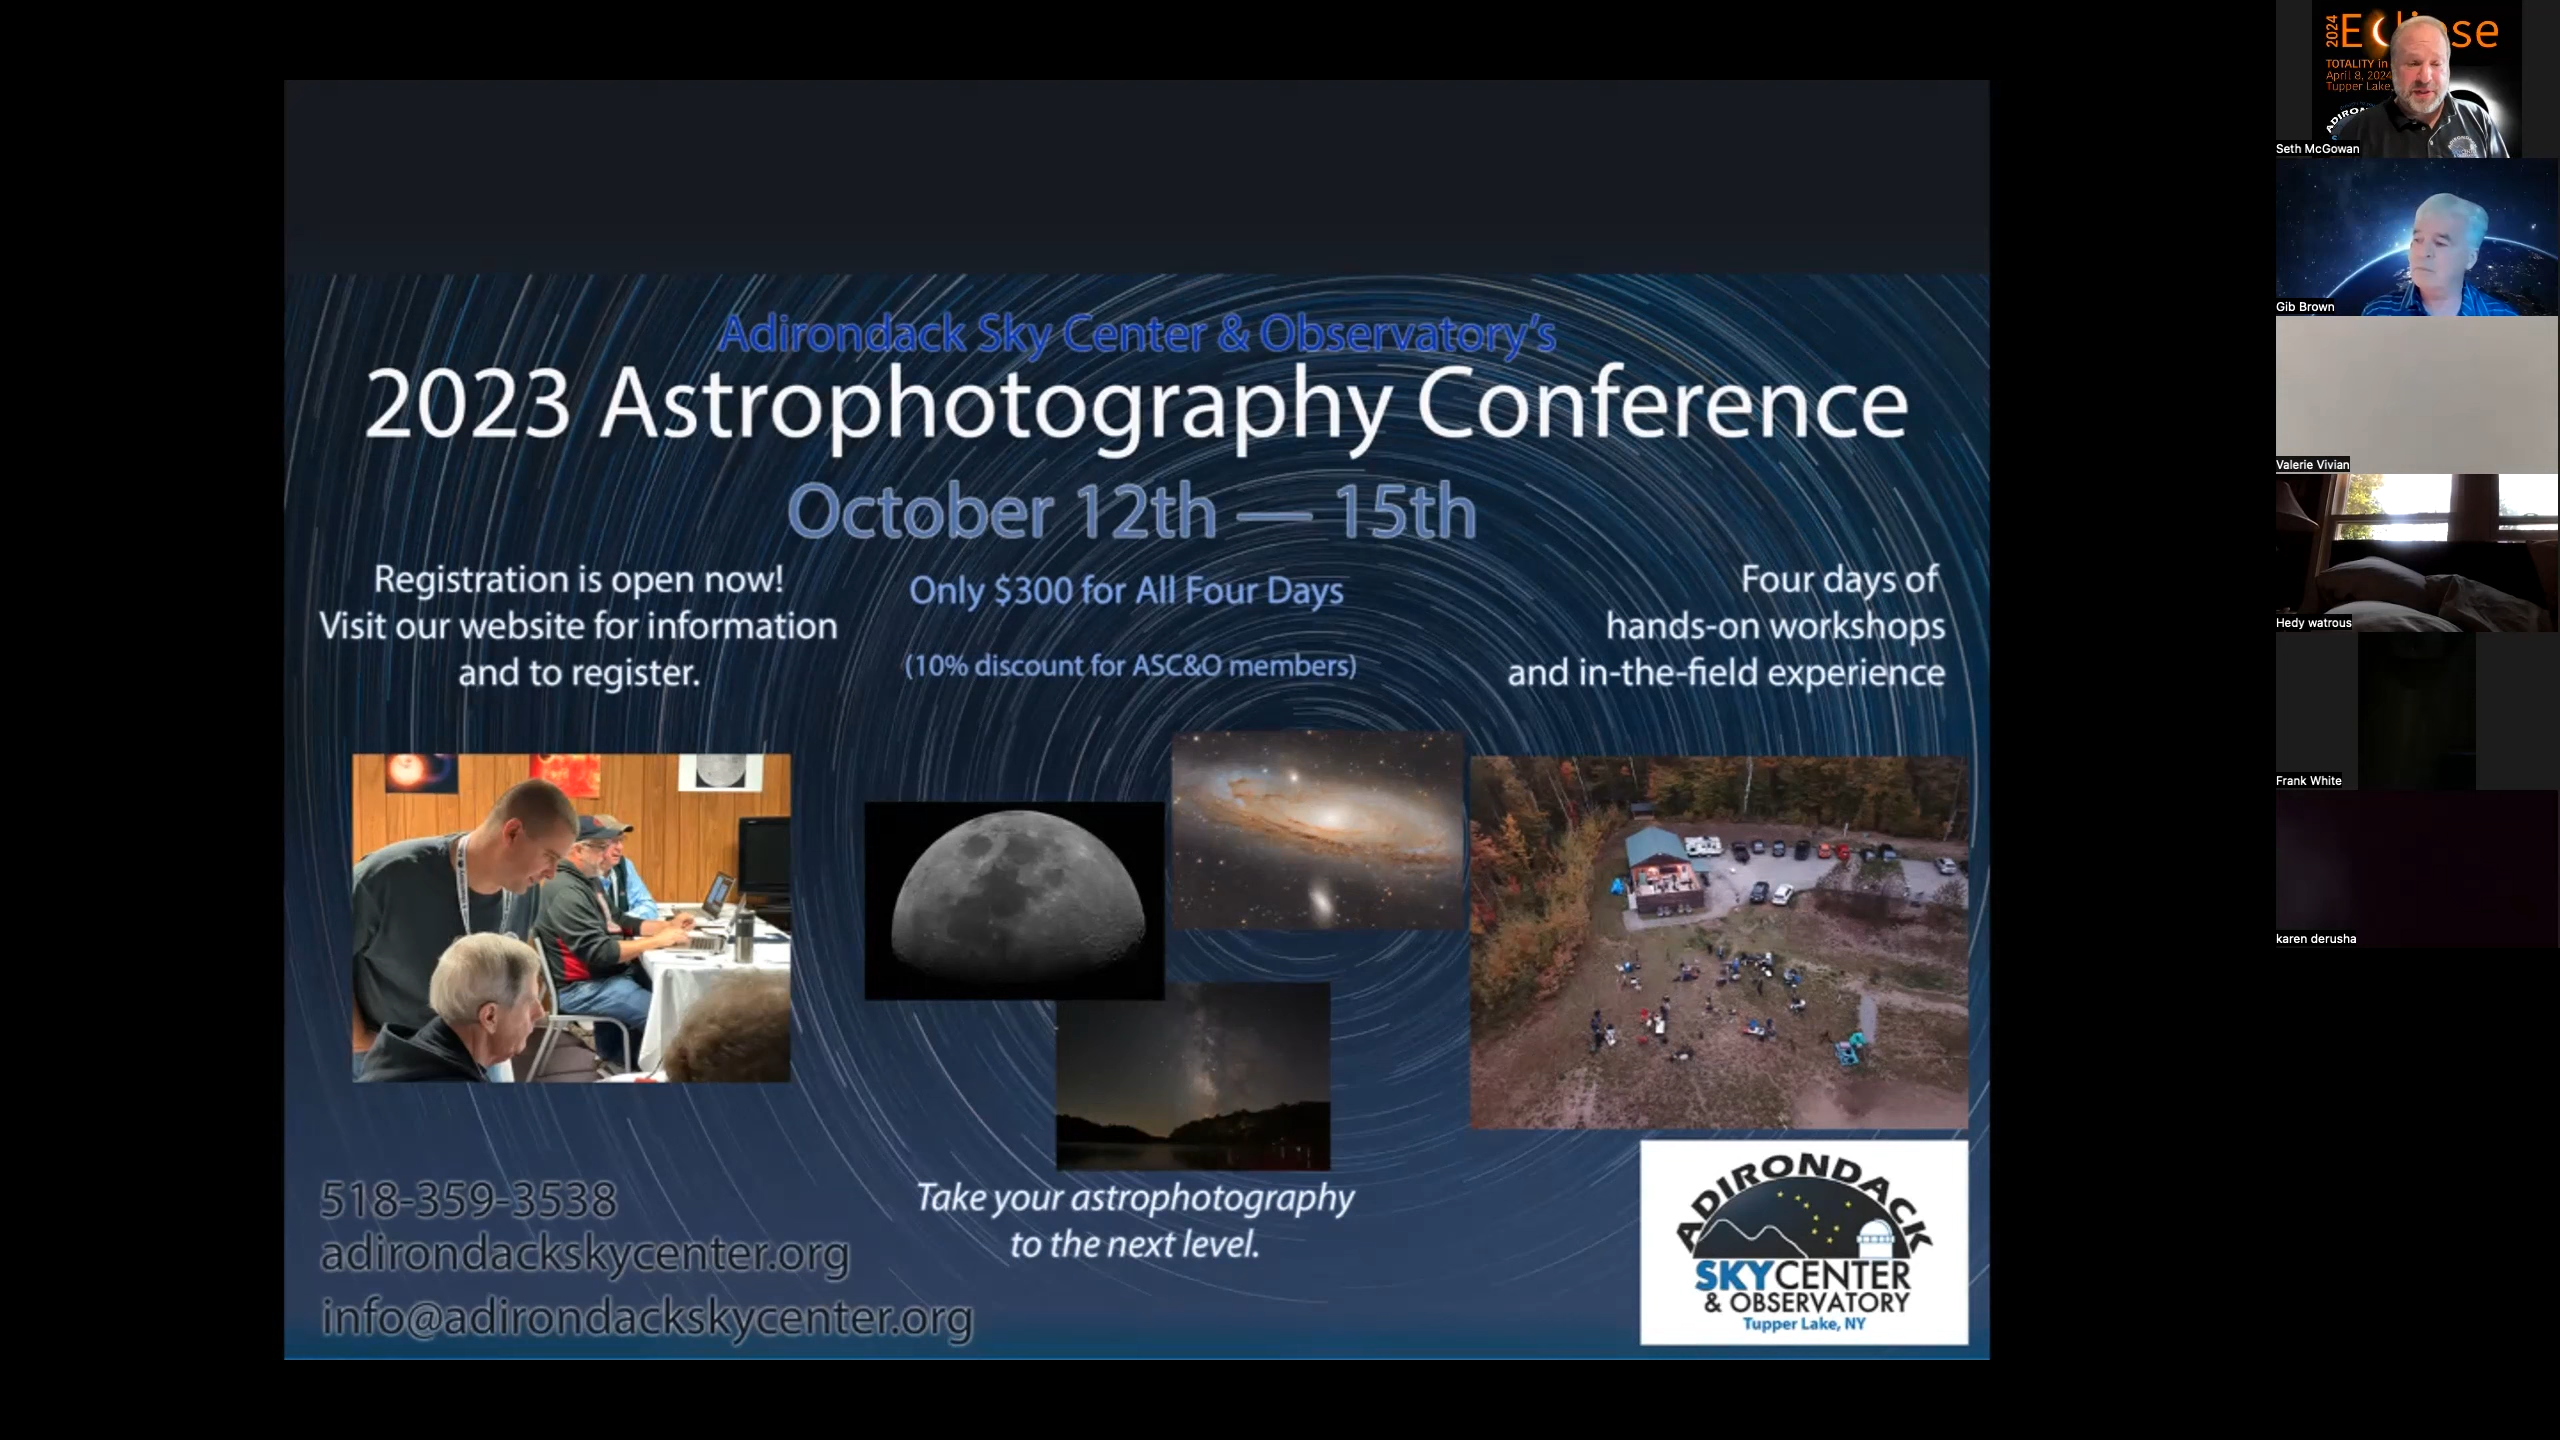 Adirondack Sky Center & Observatory's
2023 Astrophotography Conference
October 12th — 15th
Registration is open now!
Visit our website for information
and to register.
Only $300 for All Four Days
(10% discount for ASC&O members)
Four days of
hands-on workshops
and in-the-field experience
518-359-3538
adirondackskycenter.org
info@adirondackskycenter.org
Take your astrophotography
to the next level.
ADIRONDACK
SKYCENTER
& OBSERVATORY
Tupper Lake, NY
2024
TOTALITY in
April 8, 2024
Tupper Lake,
Seth McGowan
Gib Brown
Valerie Vivian
Hedy watrous
Frank White
karen derusha